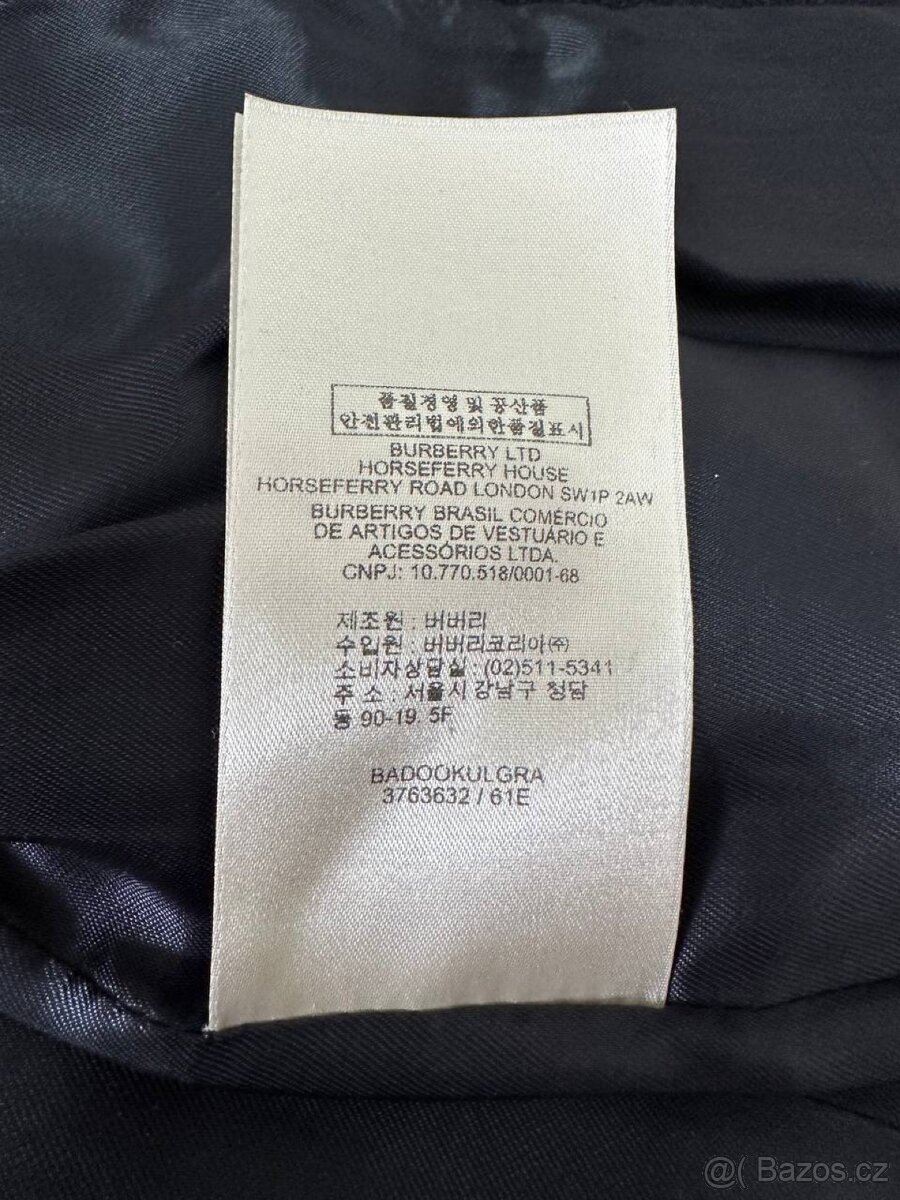 품질경영 및 공산품
안전관리법에의한품질표시
BURBERRY LTD
HORSEFERRY HOUSE
HORSEFERRY ROAD LONDON SW1P 2AW
BURBERRY BRASIL COMÉRCIO
DE ARTIGOS DE VESTUÁRIO E
ACESSÓRIOS LTDA.
CNPJ: 10.770.518/0001-68
제조원 : 버버리
수입원 : 버버리코리아㈜
소비자상담실 : (02)511-5341
주 소 : 서울시 강남구 청담
동 90-19. 5F
BADOOKULGRA
3763632 / 61E
@( Bazoš.cz